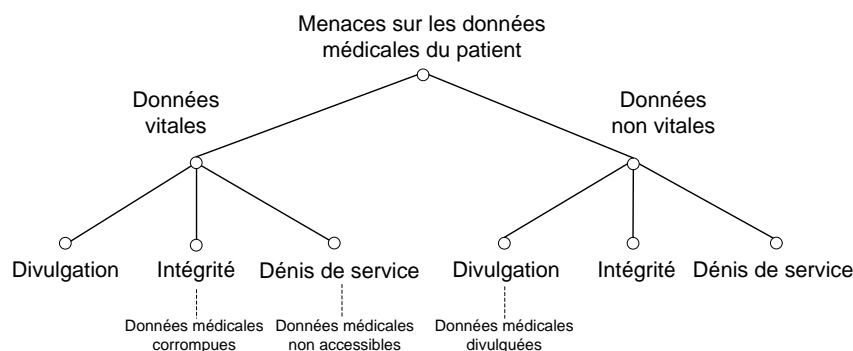 Menaces sur les données
médicales du patient
Données
vitales
Données
non vitales
Divulgation
Intégrité
Dénis de service
Divulgation
Intégrité
Dénis de service
Données médicales
corrompues
Données médicales
non accessibles
Données médicales
divulguées